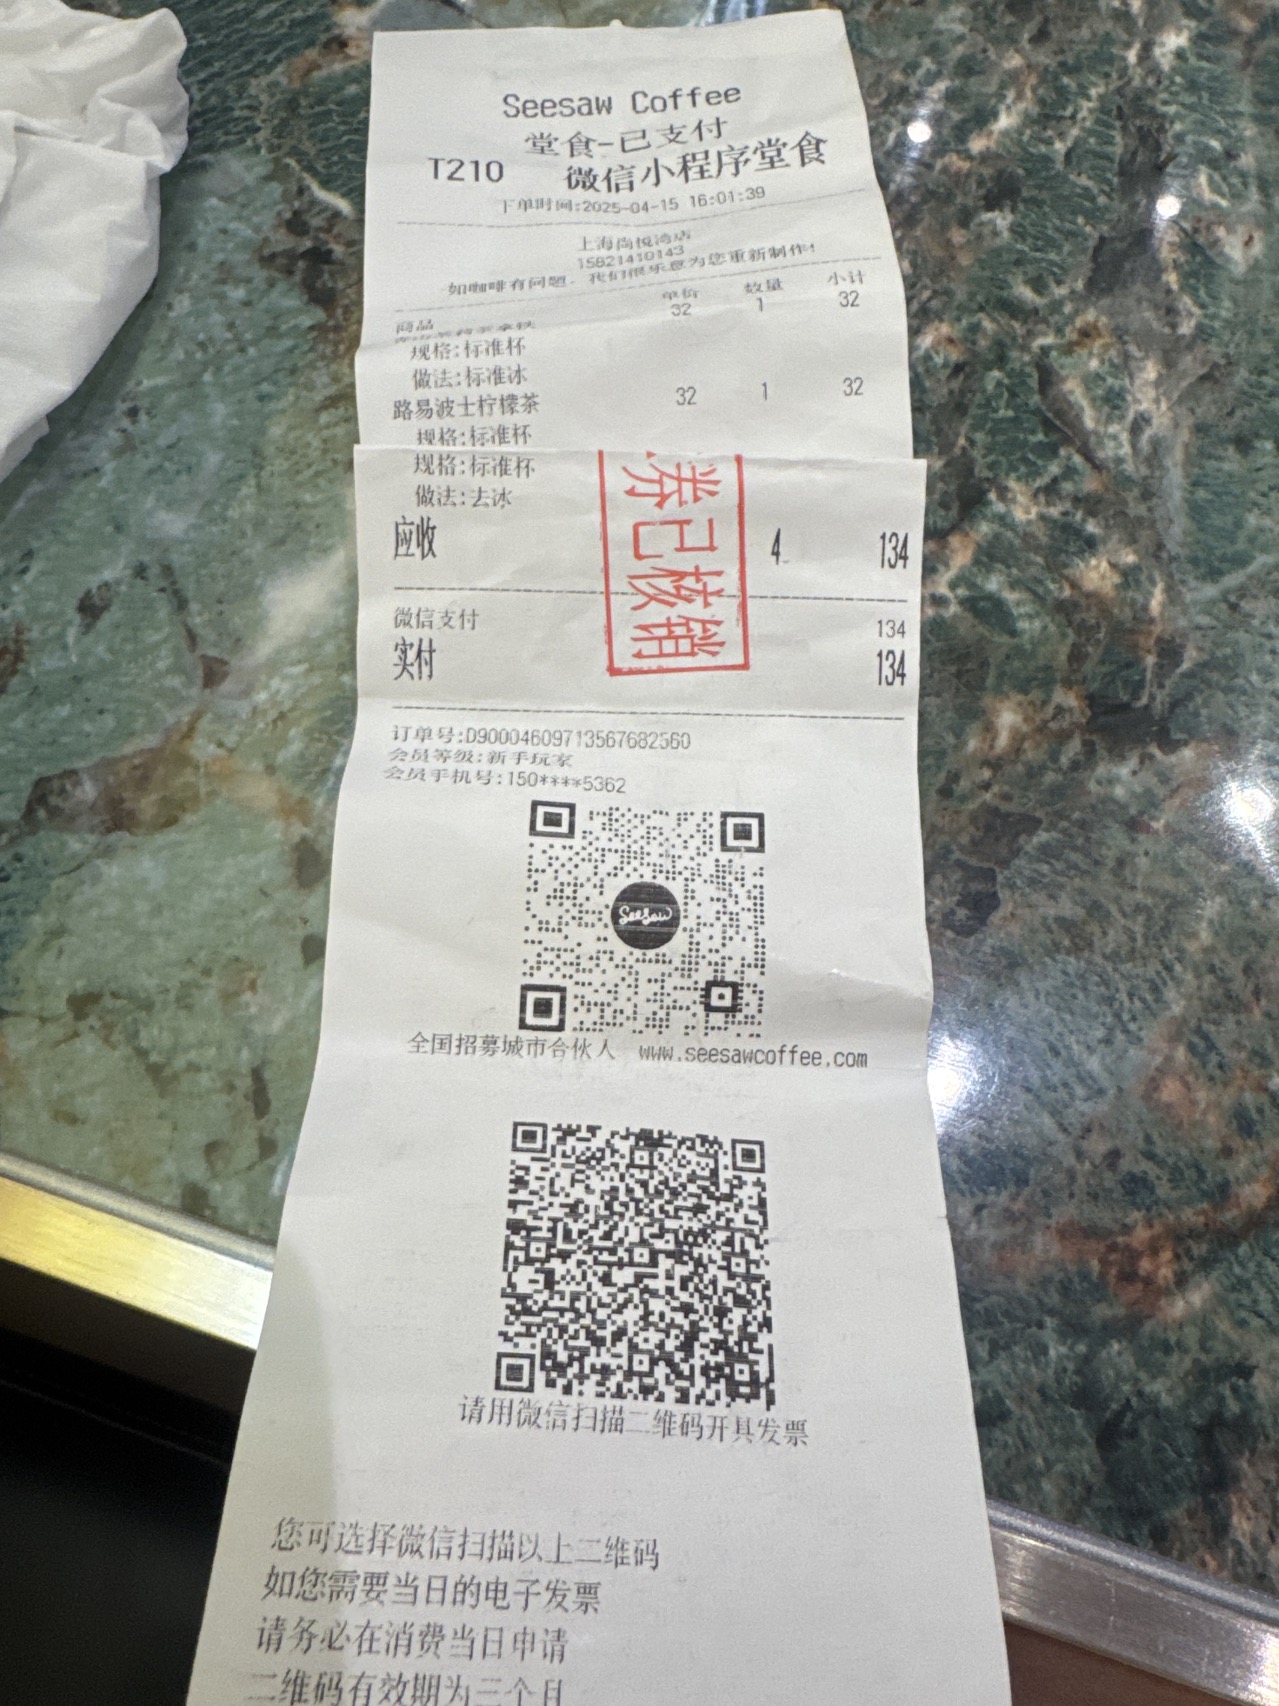 Seesaw Coffee
堂食-已支付
T210 微信小程序堂食
下单时间:2025-04-15 16:01:39
上海尚悦湾店
15821410143
如咖啡有问题，我们很乐意为您重新制作!
商品 单价 数量 小计
32 1 32
规格:标准杯
做法:标准冰
路易波士柠檬茶 32 1 32
规格:标准杯
规格:标准杯
做法:去冰
应收 4 134
券已核销
微信支付 134
实付 134
订单号:D90004609713567682560
会员等级:新手玩家
会员手机号:150****5362
Seesaw
全国招募城市合伙人 www.seesawcoffee.com
请用微信扫描二维码开具发票
您可选择微信扫描以上二维码
如您需要当日的电子发票
请务必在消费当日申请
二维码有效期为三个月